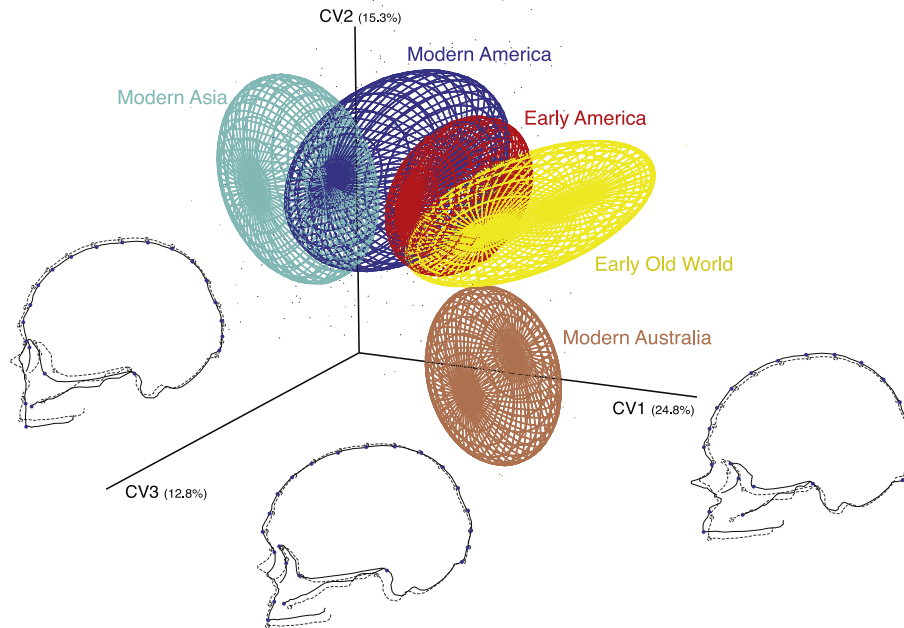 CV2 (15.3%)
Modern America
Modern Asia
Early America
Early Old World
Modern Australia
CV1 (24.8%)
CV3 (12.8%)